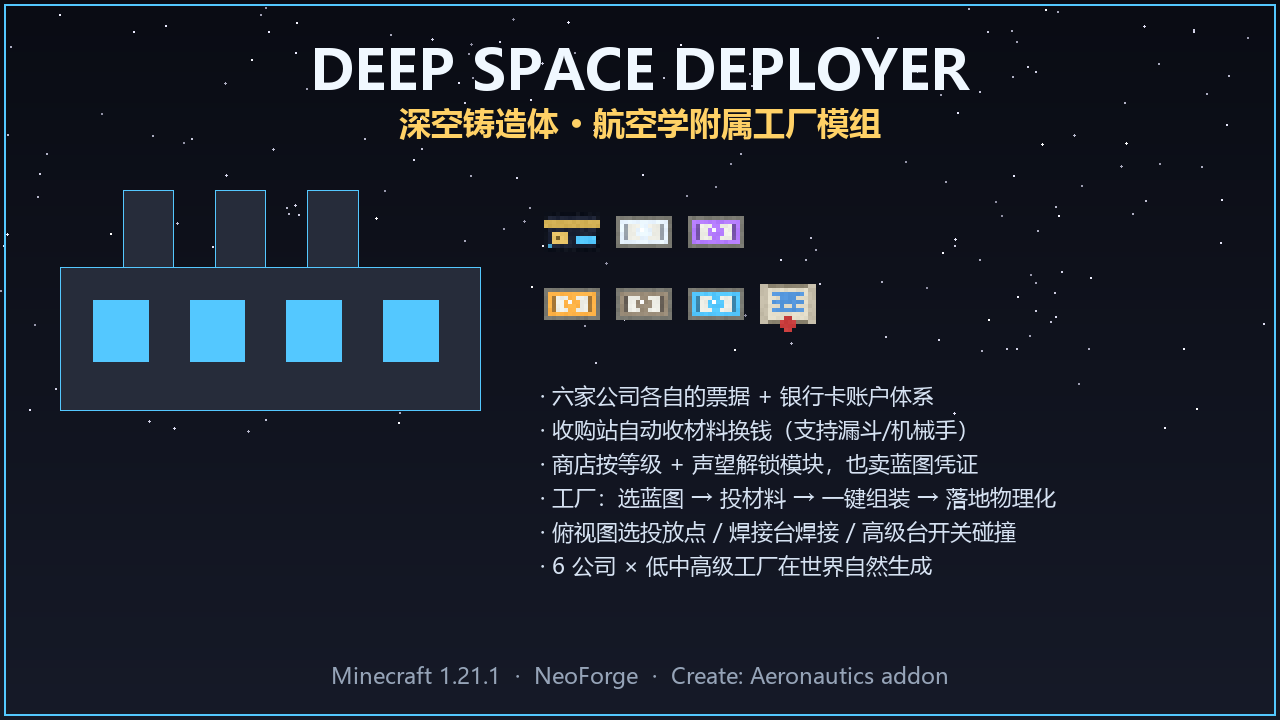 DEEP SPACE DEPLOYER
深空铸造体・航空学附属工厂模组
· 六家公司各自的票据 + 银行卡账户体系
· 收购站自动收材料换钱（支持漏斗/机械手）
· 商店按等级 + 声望解锁模块，也卖蓝图凭证
· 工厂：选蓝图 → 投材料 → 一键组装 → 落地物理化
· 俯视图选投放点 / 焊接台焊接 / 高级台开关碰撞
· 6 公司 × 低中高级工厂在世界自然生成
Minecraft 1.21.1 · NeoForge · Create: Aeronautics addon